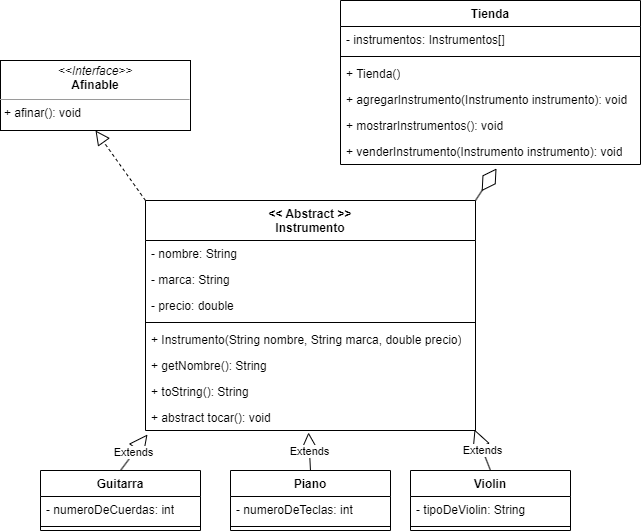 Tienda
- instrumentos: Instrumentos[]
+ Tienda()
+ agregarInstrumento(Instrumento instrumento): void
+ mostrarInstrumentos(): void
+ venderInstrumento(Instrumento instrumento): void
<<Interface>>
Afinable
+ afinar(): void
<< Abstract >>
Instrumento
- nombre: String
- marca: String
- precio: double
+ Instrumento(String nombre, String marca, double precio)
+ getNombre(): String
+ toString(): String
+ abstract tocar(): void
Extends
Extends
Extends
Guitarra
- numeroDeCuerdas: int
Piano
- numeroDeTeclas: int
Violin
- tipoDeViolin: String